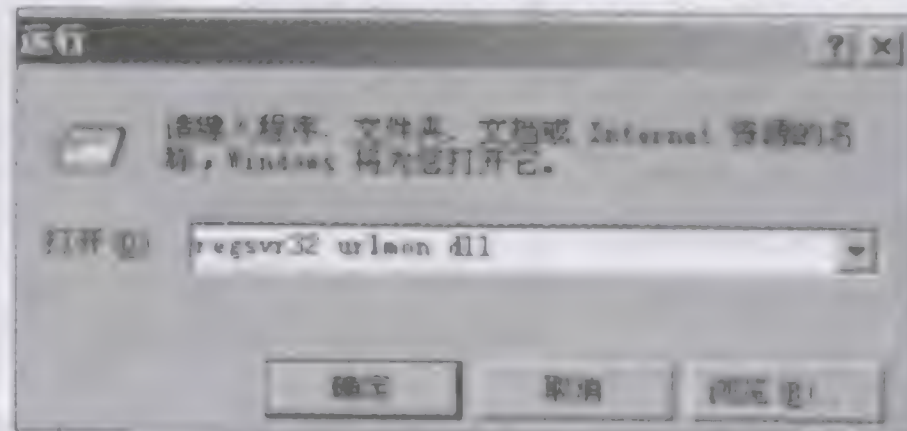 运行
请键入程序、文件夹、文档或 Internet 资源的名
称，Windows 将为您打开它。
打开(O)
regsvr32 urlmon dll
确定
取消
浏览(B)...